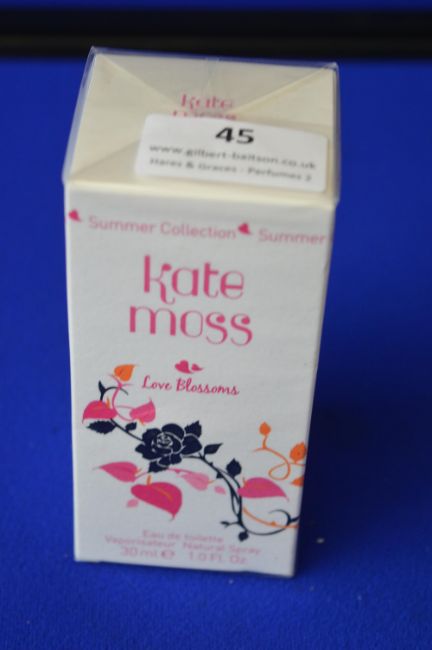 kate
moss
45
www.gilbert-baitson.co.uk
Hares & Graces - Perfumes 2
Summer Collection Summer
kate
moss
Love Blossoms
Eau de toilette
Vaporisateur Natural Spray
30 ml e 1.0 Fl. Oz